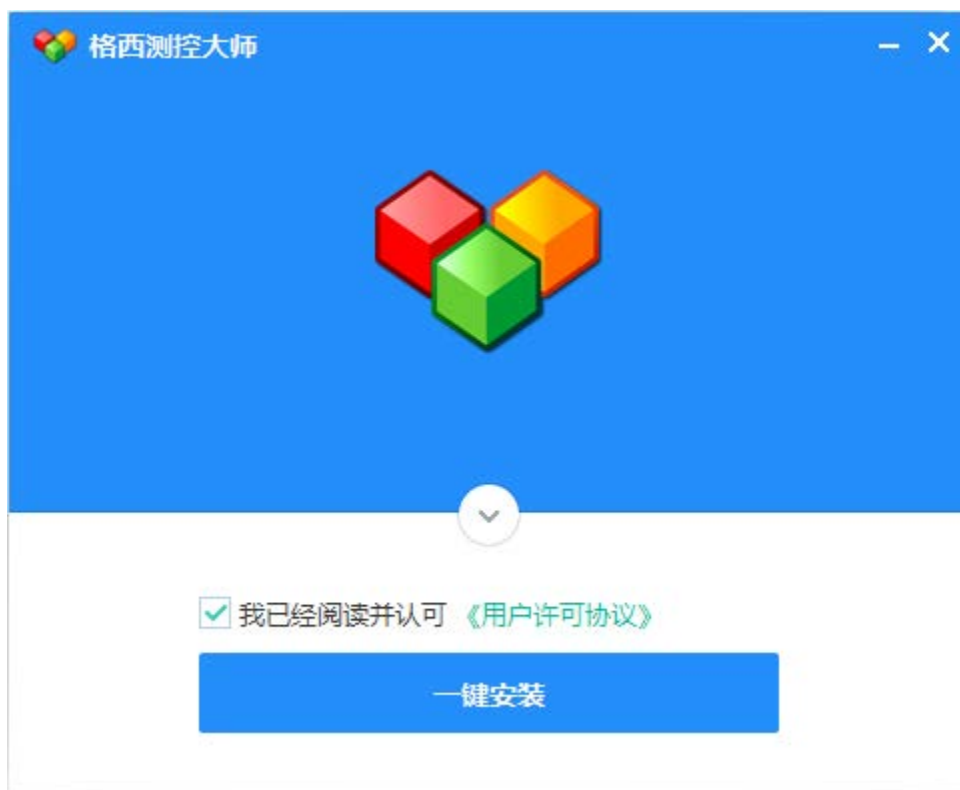 格西测控大师
我已经阅读并认可 《用户许可协议》
一键安装